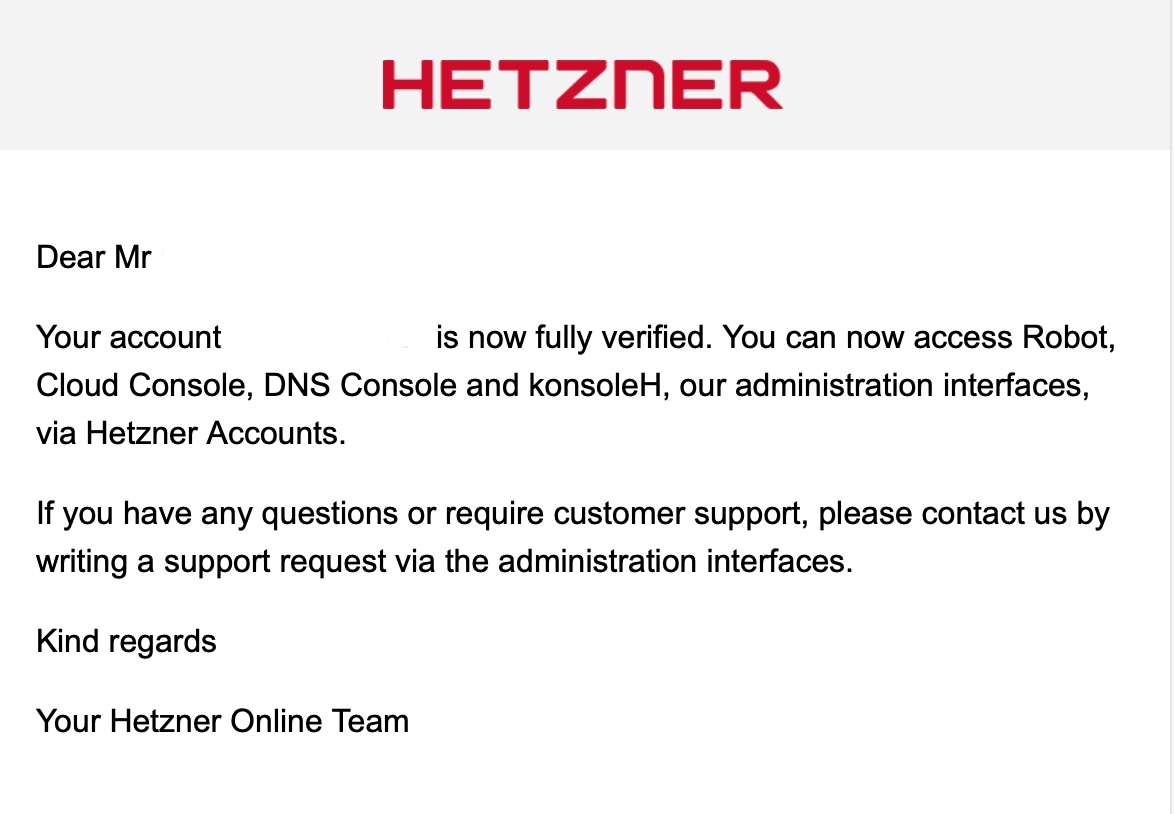 HETZNER
Dear Mr
Your account is now fully verified. You can now access Robot,
Cloud Console, DNS Console and konsoleH, our administration interfaces,
via Hetzner Accounts.
If you have any questions or require customer support, please contact us by
writing a support request via the administration interfaces.
Kind regards
Your Hetzner Online Team